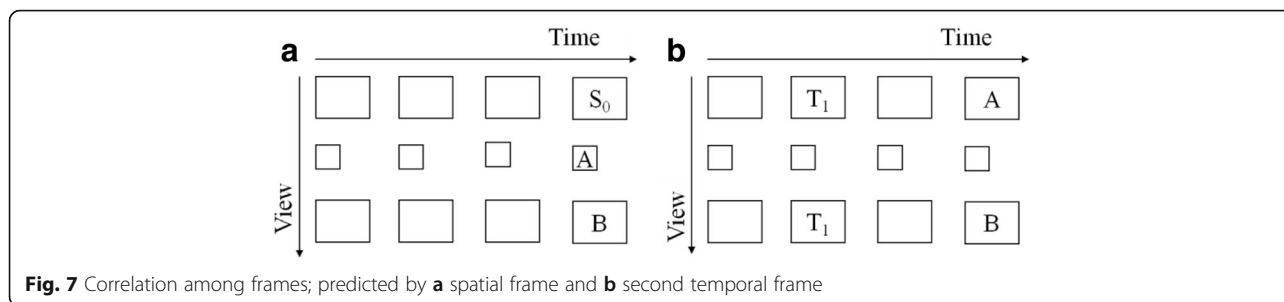 a Time
S₀
A
View
B
b Time
T₁ A
View
T₁ B
Fig. 7 Correlation among frames; predicted by a spatial frame and b second temporal frame